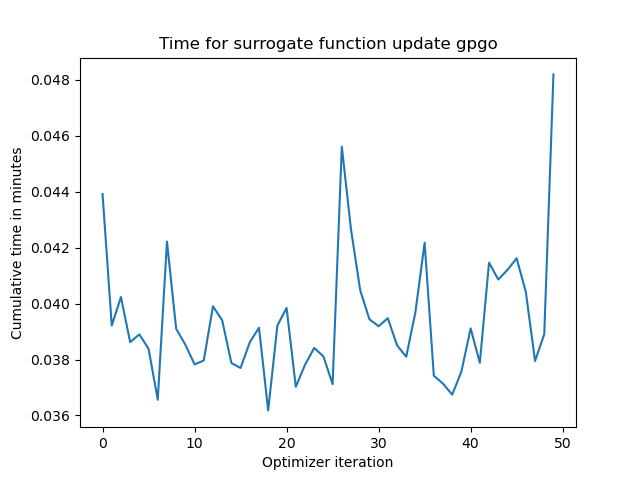 Time for surrogate function update gpgo
Cumulative time in minutes
0.048
0.046
0.044
0.042
0.040
0.038
0.036
0 10 20 30 40 50
Optimizer iteration